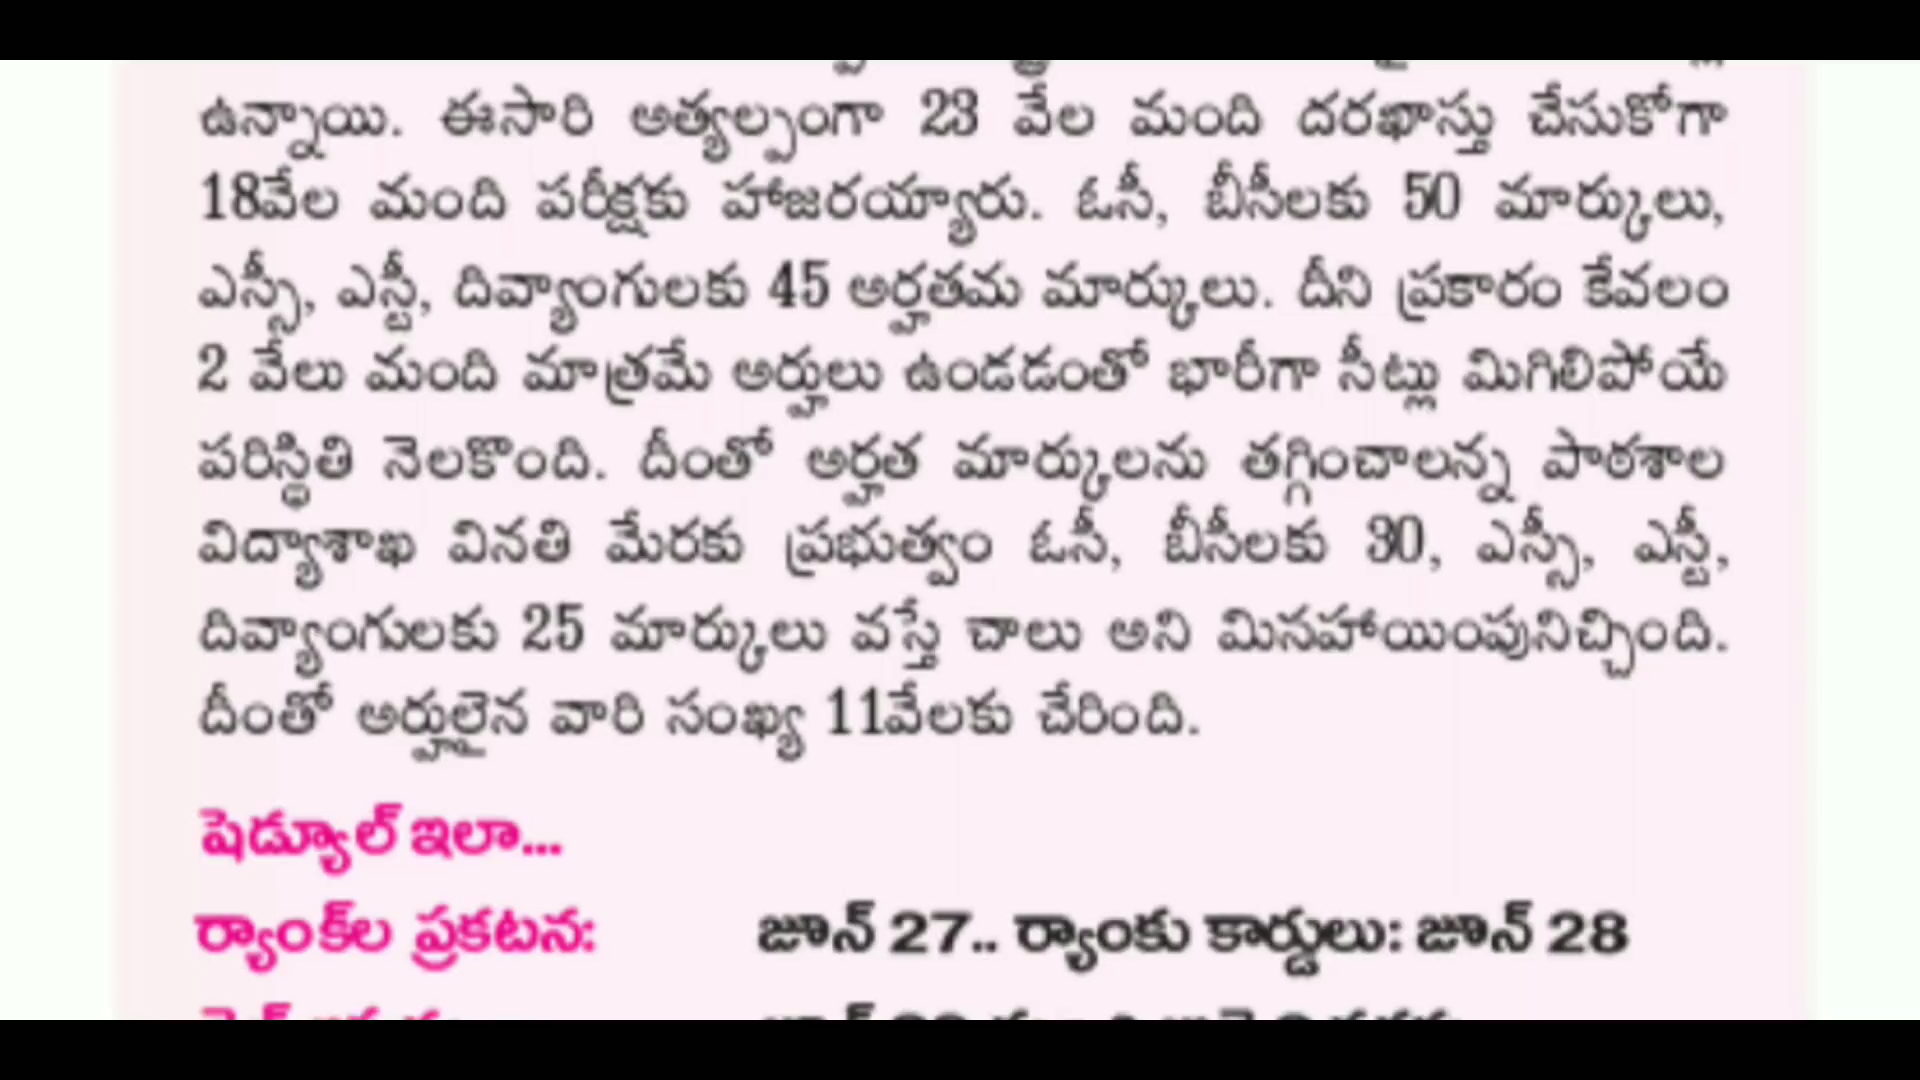 ఉన్నాయి. ఈసారి అత్యల్పంగా 23 వేల మంది దరఖాస్తు చేసుకోగా
18వేల మంది పరీక్షకు హాజరయ్యారు. ఓసీ, బీసీలకు 50 మార్కులు,
ఎస్సీ, ఎస్టీ, దివ్యాంగులకు 45 అర్హతమ మార్కులు. దీని ప్రకారం కేవలం
2 వేలు మంది మాత్రమే అర్హులు ఉండడంతో భారీగా సీట్లు మిగిలిపోయే
పరిస్థితి నెలకొంది. దీంతో అర్హత మార్కులను తగ్గించాలన్న పాఠశాల
విద్యాశాఖ వినతి మేరకు ప్రభుత్వం ఓసీ, బీసీలకు 30, ఎస్సీ, ఎస్టీ,
దివ్యాంగులకు 25 మార్కులు వస్తే చాలు అని మినహాయింపునిచ్చింది.
దీంతో అర్హులైన వారి సంఖ్య 11వేలకు చేరింది.
షెడ్యూల్ ఇలా...
ర్యాంక్‌ల ప్రకటన: జూన్ 27.. ర్యాంకు కార్డులు: జూన్ 28